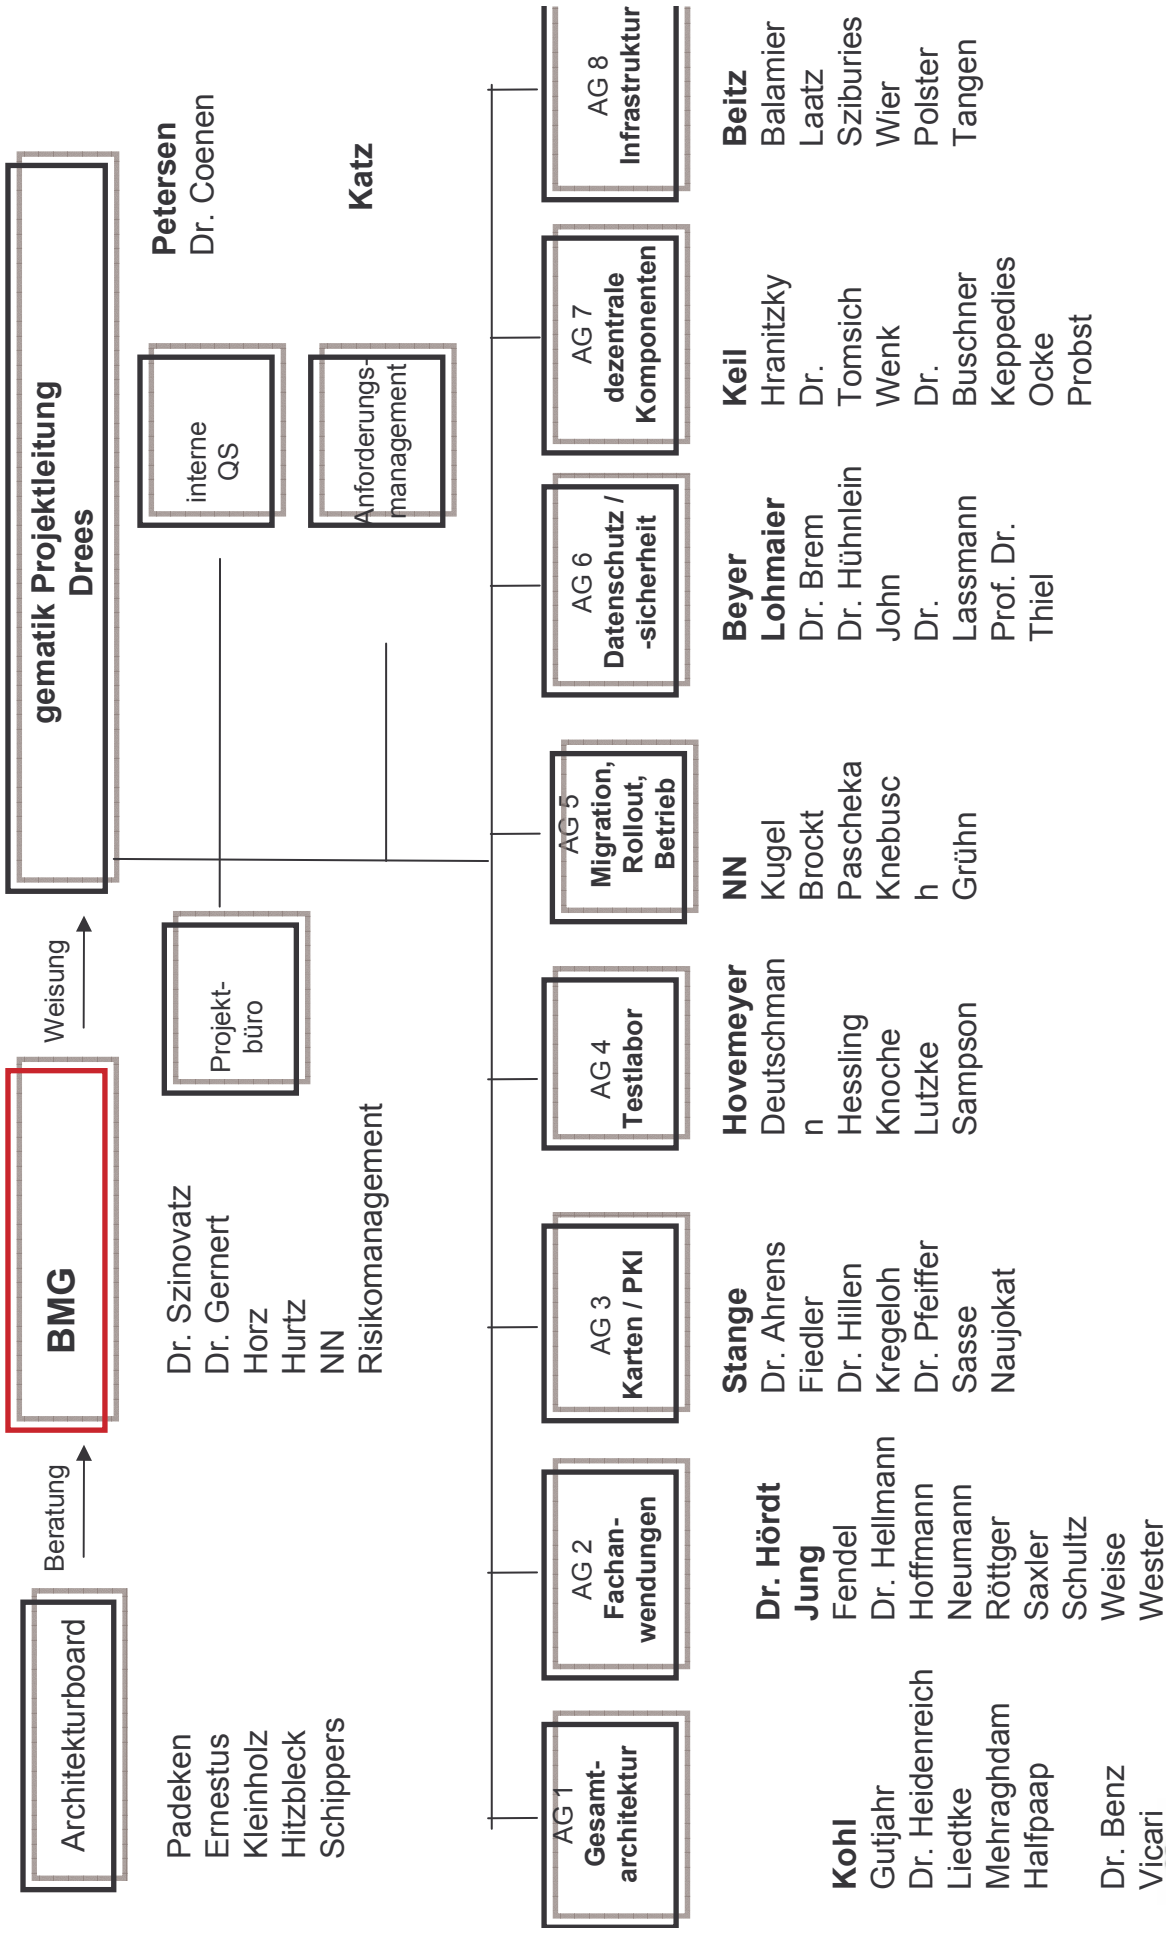 Architekturboard
Beratung
BMG
Weisung
gematik Projektleitung
Drees
Padeken
Ernestus
Kleinholz
Hitzbleck
Schippers
Dr. Szinovatz
Dr. Gernert
Horz
Hurtz
NN
Risikomanagement
Projekt-
büro
interne
QS
Petersen
Dr. Coenen
Anforderungs-
management
Katz
AG 1
Gesamt-
architektur
Kohl
Gutjahr
Dr. Heidenreich
Liedtke
Mehraghdam
Halfpaap
Dr. Benz
Vicari
AG 2
Fachan-
wendungen
Dr. Hördt
Jung
Fendel
Dr. Hellmann
Hoffmann
Neumann
Röttger
Saxler
Schultz
Weise
Wester
AG 3
Karten / PKI
Stange
Dr. Ahrens
Fiedler
Dr. Hillen
Kregeloh
Dr. Pfeiffer
Sasse
Naujokat
AG 4
Testlabor
Hovemeyer
Deutschman
n
Hessling
Knoche
Lutzke
Sampson
AG 5
Migration,
Rollout,
Betrieb
NN
Kugel
Brockt
Pascheka
Knebusc
h
Grühn
AG 6
Datenschutz /
-sicherheit
Beyer
Lohmaier
Dr. Brem
Dr. Hühnlein
John
Dr.
Lassmann
Prof. Dr.
Thiel
AG 7
dezentrale
Komponenten
Keil
Hranitzky
Dr.
Tomsich
Wenk
Dr.
Buschner
Keppedies
Ocke
Probst
AG 8
Infrastruktur
Beitz
Balamier
Laatz
Sziburies
Wier
Polster
Tangen